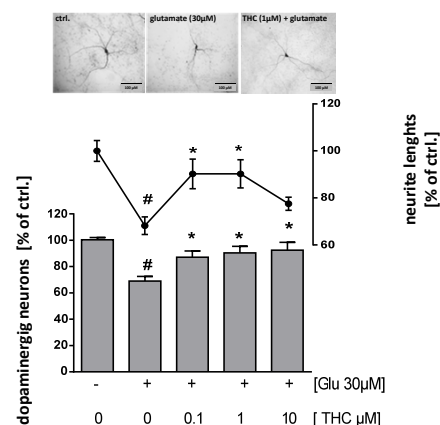 ctrl. glutamate (30µM) THC (1µM) + glutamate
100 µM 100 µM 100 µM
120
100
80
60
neurite lenghts
[% of ctrl.]
* *
#
120
100
80
60
40
20
0
dopaminergig neurons [% of ctrl.]
# * * *
- + + + + [Glu 30µM]
0 0 0.1 1 10 [ THC µM]